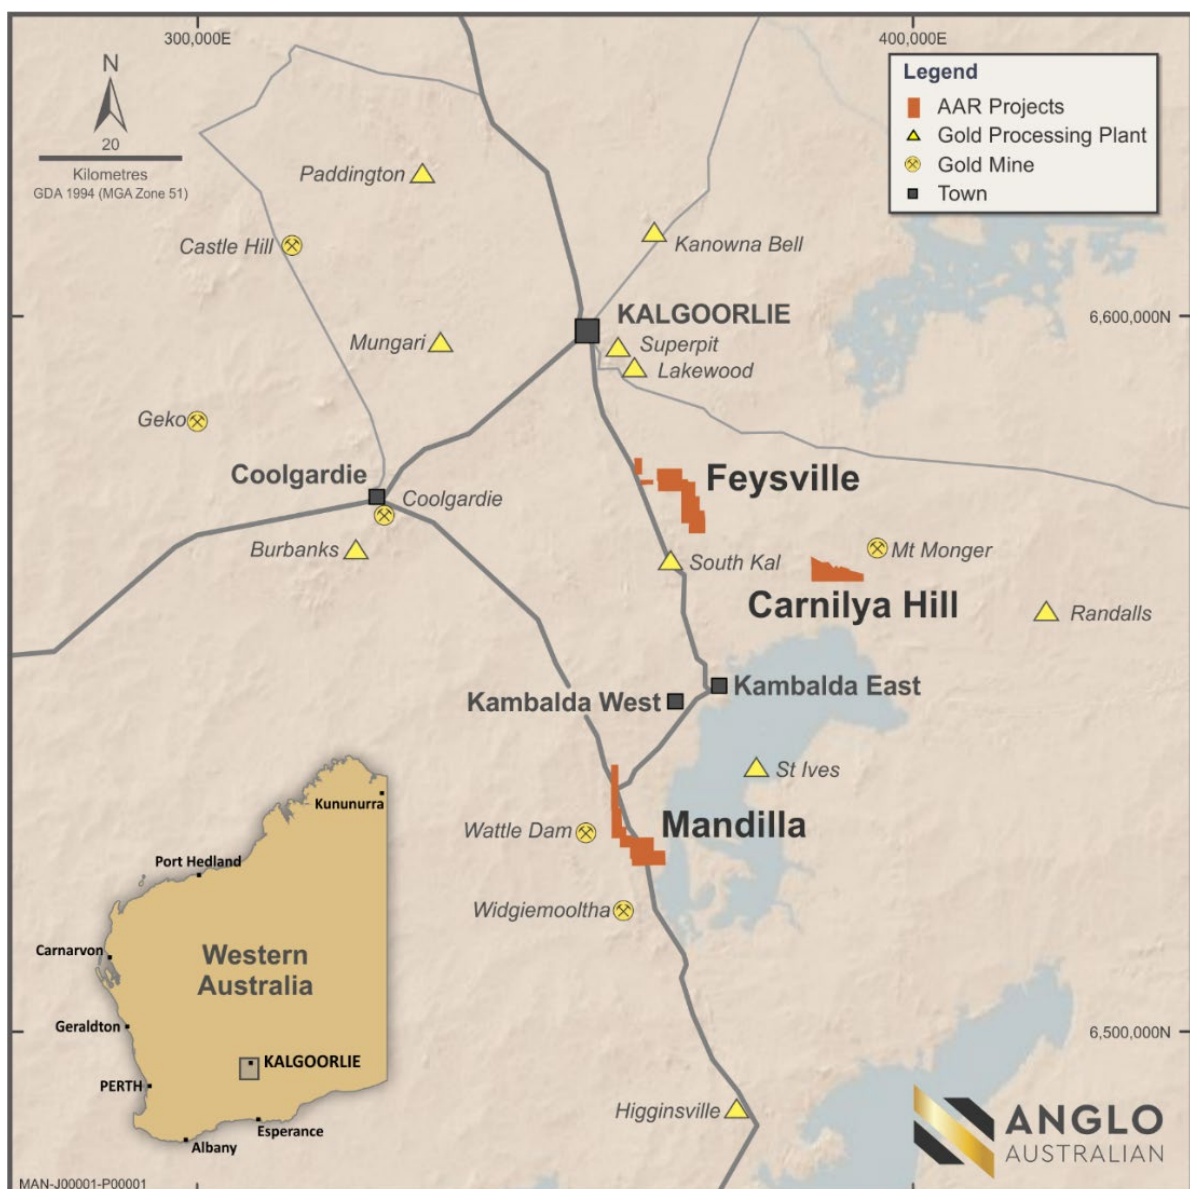 300,000E
400,000E
N
20
Kilometres
GDA 1994 (MGA Zone 51)
Legend
AAR Projects
Gold Processing Plant
Gold Mine
Town
Paddington
Castle Hill
Kanowna Bell
KALGOORLIE
6,600,000N
Mungari
Superpit
Lakewood
Geko
Coolgardie
Coolgardie
Feysville
Burbanks
South Kal
Mt Monger
Carnilya Hill
Randalls
Kambalda West
Kambalda East
St Ives
Wattle Dam
Mandilla
Widgiemooltha
Kununurra
Port Hedland
Carnarvon
Western
Australia
Geraldton
KALGOORLIE
PERTH
Esperance
Albany
6,500,000N
Higginsville
ANGLO
AUSTRALIAN
MAN-J00001-P00001